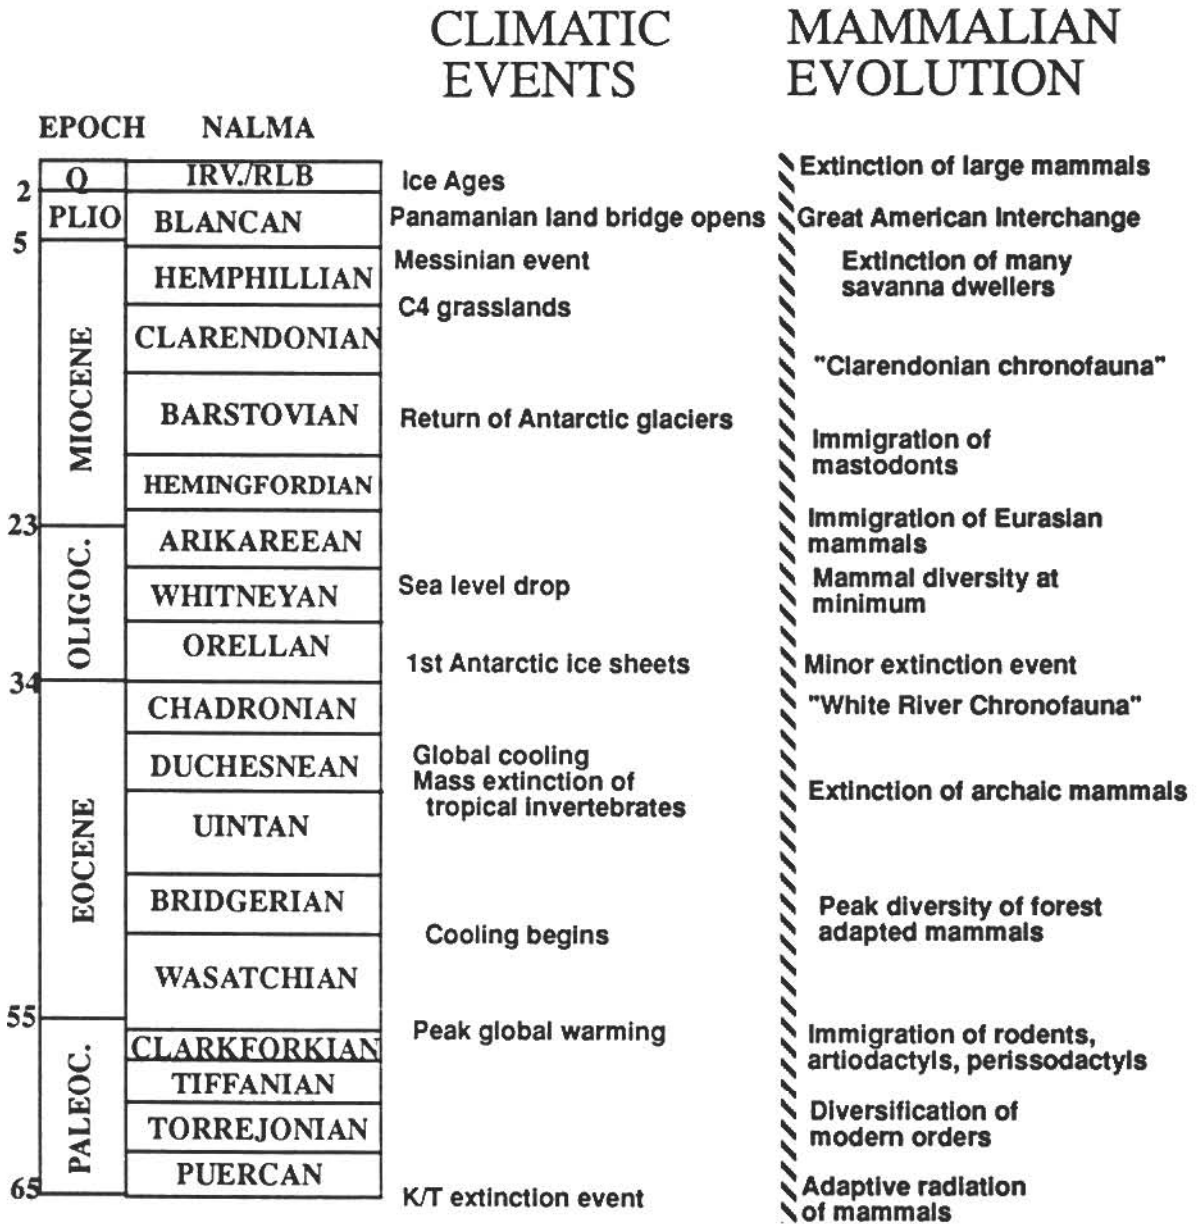 CLIMATIC
EVENTS
MAMMALIAN
EVOLUTION
EPOCH
NALMA
2
5
23
34
55
65
Q
PLIO
MIOCENE
OLIGOC.
EOCENE
PALEOC.
IRV./RLB
BLANCAN
HEMPHILLIAN
CLARENDONIAN
BARSTOVIAN
HEMINGFORDIAN
ARIKAREEAN
WHITNEYAN
ORELLAN
CHADRONIAN
DUCHESNEAN
UINTAN
BRIDGERIAN
WASATCHIAN
CLARKFORKIAN
TIFFANIAN
TORREJONIAN
PUERCAN
Ice Ages
Panamanian land bridge opens
Messinian event
C4 grasslands
Return of Antarctic glaciers
Sea level drop
1st Antarctic ice sheets
Global cooling
Mass extinction of
tropical invertebrates
Cooling begins
Peak global warming
K/T extinction event
Extinction of large mammals
Great American Interchange
Extinction of many
savanna dwellers
"Clarendonian chronofauna"
Immigration of
mastodonts
Immigration of Eurasian
mammals
Mammal diversity at
minimum
Minor extinction event
"White River Chronofauna"
Extinction of archaic mammals
Peak diversity of forest
adapted mammals
Immigration of rodents,
artiodactyls, perissodactyls
Diversification of
modern orders
Adaptive radiation
of mammals